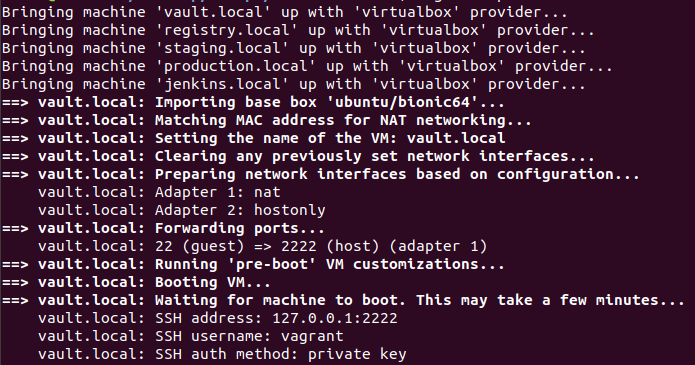 Bringing machine 'vault.local' up with 'virtualbox' provider...
Bringing machine 'registry.local' up with 'virtualbox' provider...
Bringing machine 'staging.local' up with 'virtualbox' provider...
Bringing machine 'production.local' up with 'virtualbox' provider...
Bringing machine 'jenkins.local' up with 'virtualbox' provider...
==> vault.local: Importing base box 'ubuntu/bionic64'...
==> vault.local: Matching MAC address for NAT networking...
==> vault.local: Setting the name of the VM: vault.local
==> vault.local: Clearing any previously set network interfaces...
==> vault.local: Preparing network interfaces based on configuration...
    vault.local: Adapter 1: nat
    vault.local: Adapter 2: hostonly
==> vault.local: Forwarding ports...
    vault.local: 22 (guest) => 2222 (host) (adapter 1)
==> vault.local: Running 'pre-boot' VM customizations...
==> vault.local: Booting VM...
==> vault.local: Waiting for machine to boot. This may take a few minutes...
    vault.local: SSH address: 127.0.0.1:2222
    vault.local: SSH username: vagrant
    vault.local: SSH auth method: private key